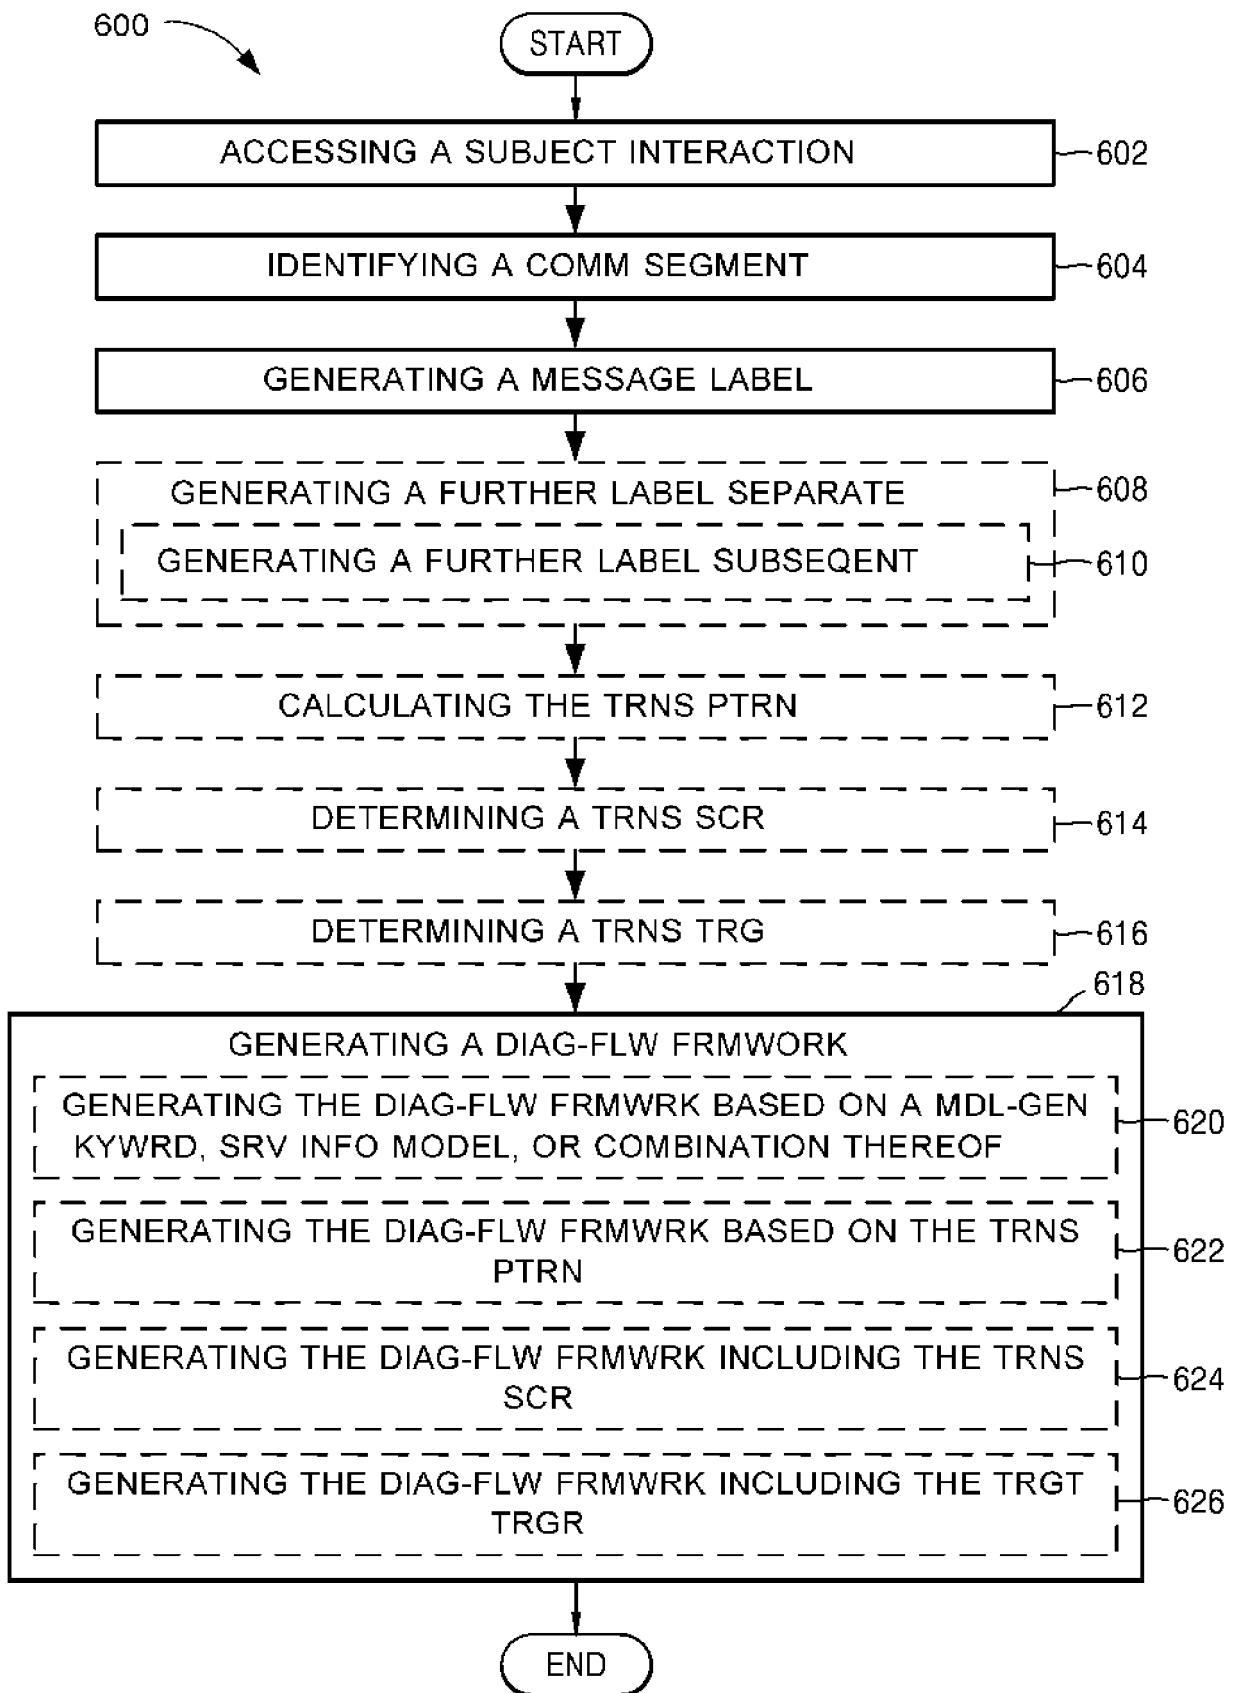 600
START
ACCESSING A SUBJECT INTERACTION
602
IDENTIFYING A COMM SEGMENT
604
GENERATING A MESSAGE LABEL
606
GENERATING A FURTHER LABEL SEPARATE
608
GENERATING A FURTHER LABEL SUBSEQENT
610
CALCULATING THE TRNS PTRN
612
DETERMINING A TRNS SCR
614
DETERMINING A TRNS TRG
616
618
GENERATING A DIAG-FLW FRMWORK
GENERATING THE DIAG-FLW FRMWRK BASED ON A MDL-GEN
KYWRD, SRV INFO MODEL, OR COMBINATION THEREOF
620
GENERATING THE DIAG-FLW FRMWRK BASED ON THE TRNS
PTRN
622
GENERATING THE DIAG-FLW FRMWRK INCLUDING THE TRNS
SCR
624
GENERATING THE DIAG-FLW FRMWRK INCLUDING THE TRGT
TRGR
626
END